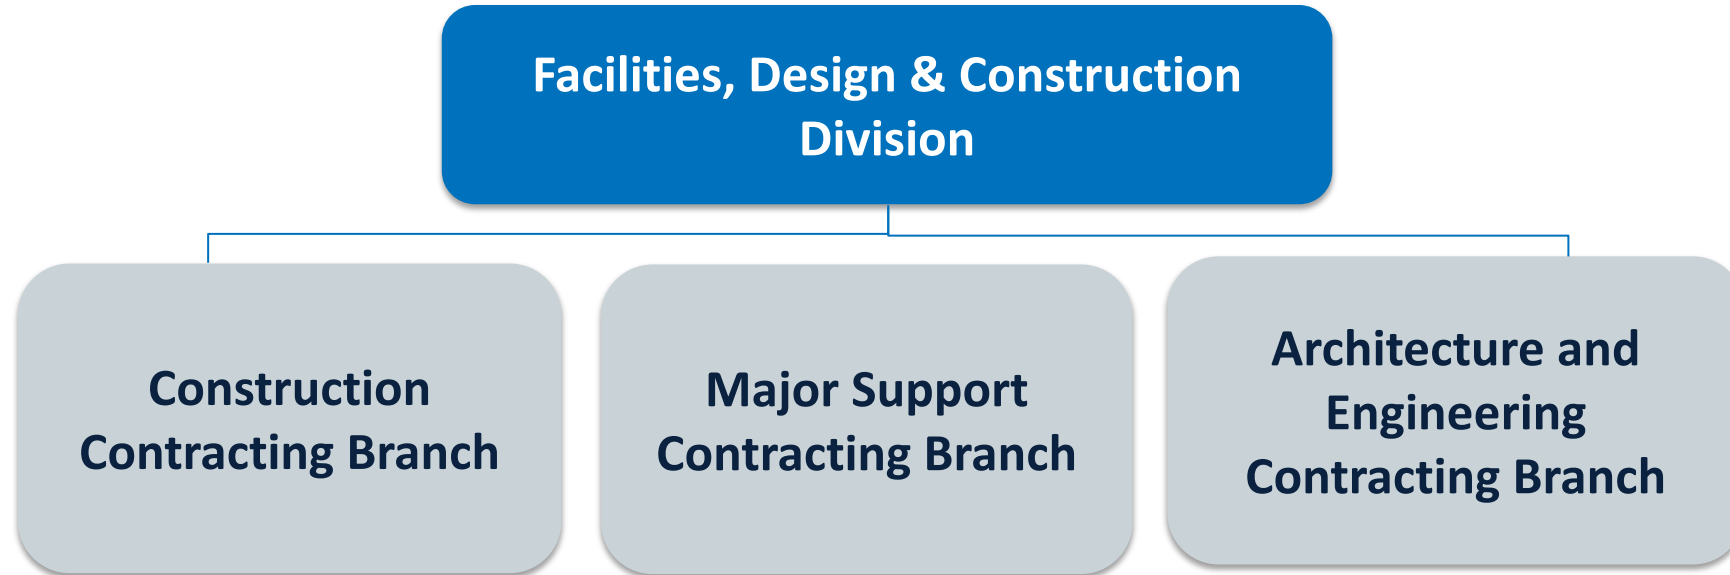 Facilities, Design & Construction
Division
Construction
Contracting Branch
Major Support
Contracting Branch
Architecture and
Engineering
Contracting Branch